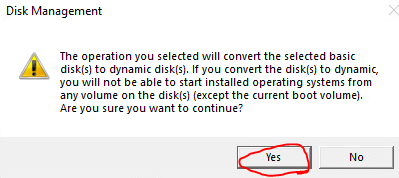 Disk Management
The operation you selected will convert the selected basic
disk(s) to dynamic disk(s). If you convert the disk(s) to dynamic,
you will not be able to start installed operating systems from
any volume on the disk(s) (except the current boot volume).
Are you sure you want to continue?
Yes No